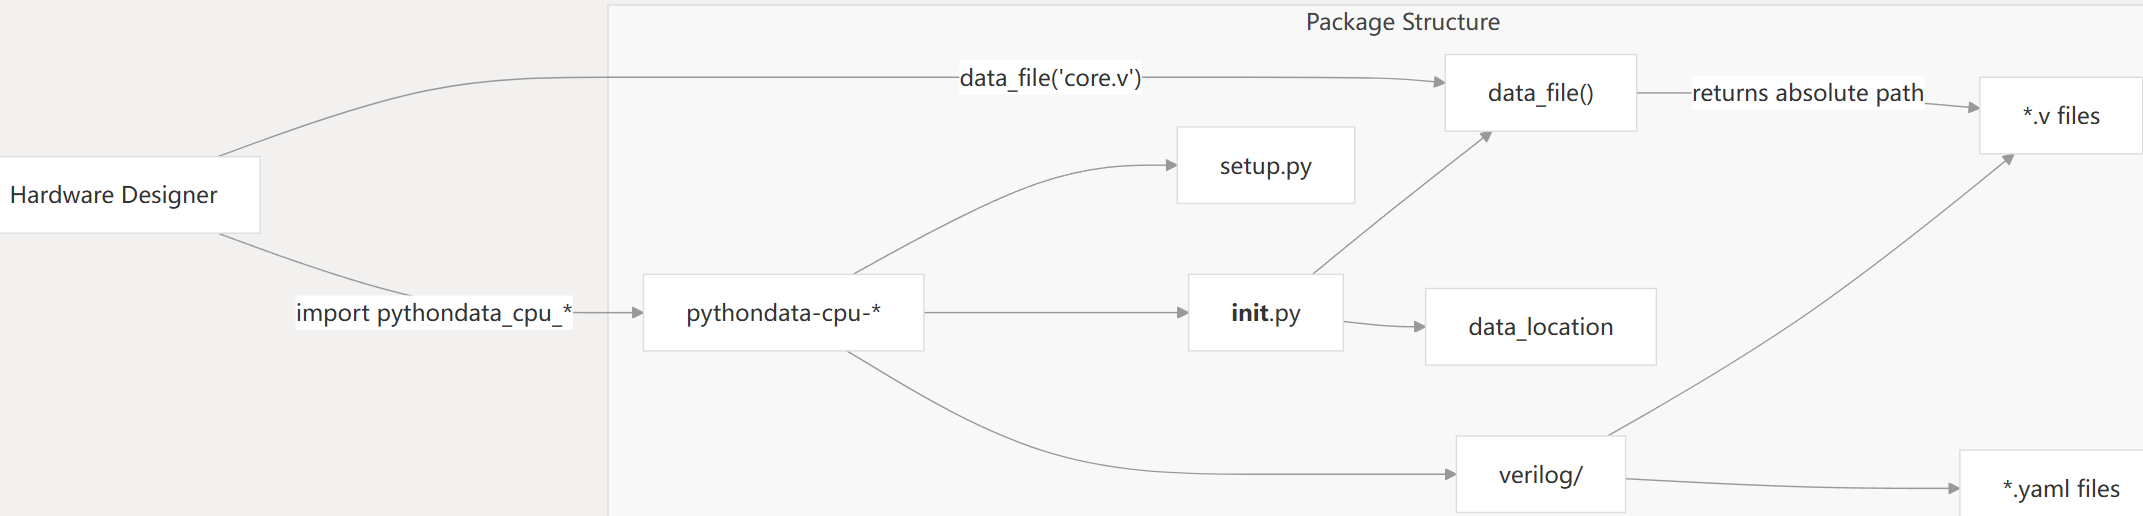 Package Structure
data_file('core.v')
data_file()
returns absolute path
*.v files
setup.py
Hardware Designer
import pythondata_cpu_*
pythondata-cpu-*
init.py
data_location
verilog/
*.yaml files